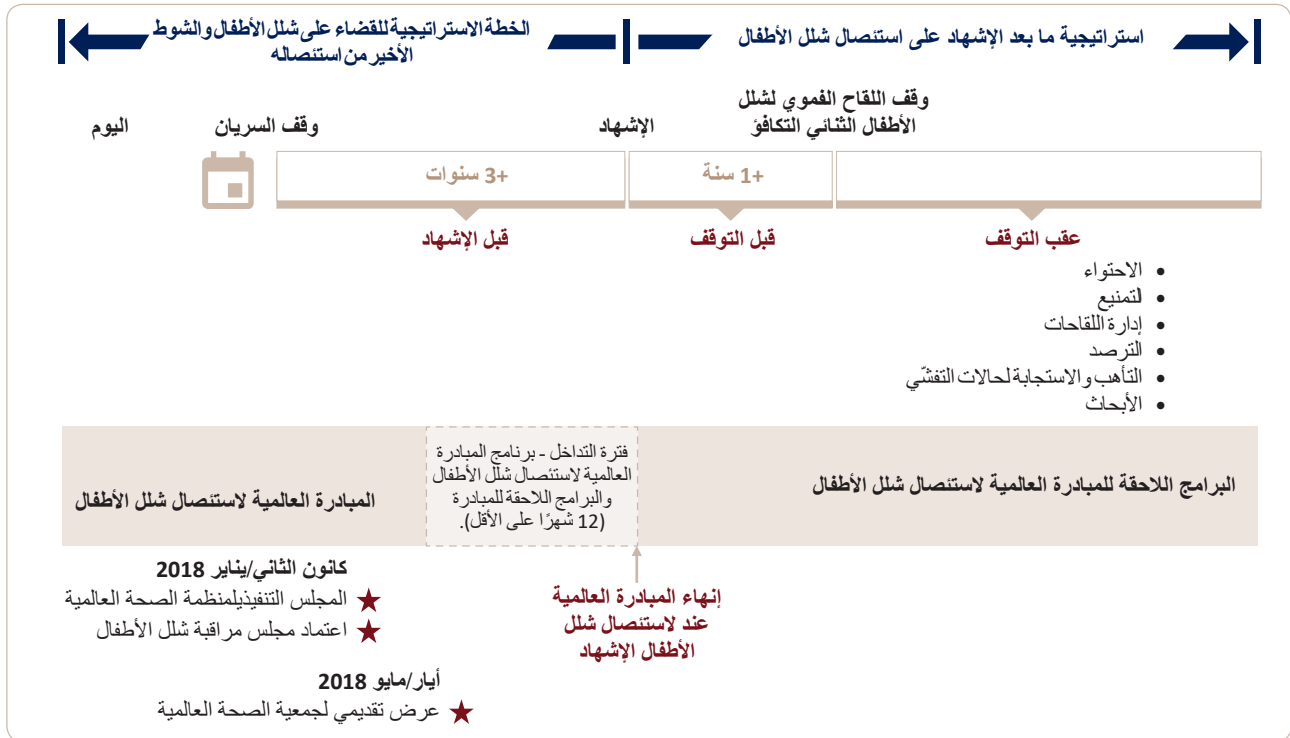 الخطة الاستراتيجية للقضاء على شلل الأطفال والشوط
الأخير من استئصاله
استراتيجية ما بعد الإشهاد على استئصال شلل الأطفال
اليوم
وقف السريان
الإشهاد
وقف اللقاح الفموي لشلل
الأطفال الثنائي التكافؤ
+3 سنوات
+1 سنة
قبل الإشهاد
قبل التوقف
عقب التوقف
• الاحتواء
• التمنيع
• إدارة اللقاحات
• الترصد
• التأهب والاستجابة لحالات التفشّي
• الأبحاث
المبادرة العالمية لاستئصال شلل الأطفال
فترة التداخل - برنامج المبادرة
العالمية لاستئصال شلل الأطفال
والبرامج اللاحقة للمبادرة
(12 شهرًا على الأقل).
البرامج اللاحقة للمبادرة العالمية لاستئصال شلل الأطفال
كانون الثاني/يناير 2018
المجلس التنفيذيلمنظمة الصحة العالمية
اعتماد مجلس مراقبة شلل الأطفال
إنهاء المبادرة العالمية
عند لاستئصال شلل
الأطفال الإشهاد
أيار/مايو 2018
عرض تقديمي لجمعية الصحة العالمية